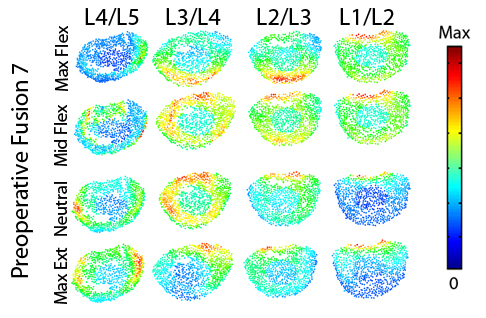 L4/L5 L3/L4 L2/L3 L1/L2
Max
Preoperative Fusion 7
Max Flex
Mid Flex
Neutral
Max Ext
0